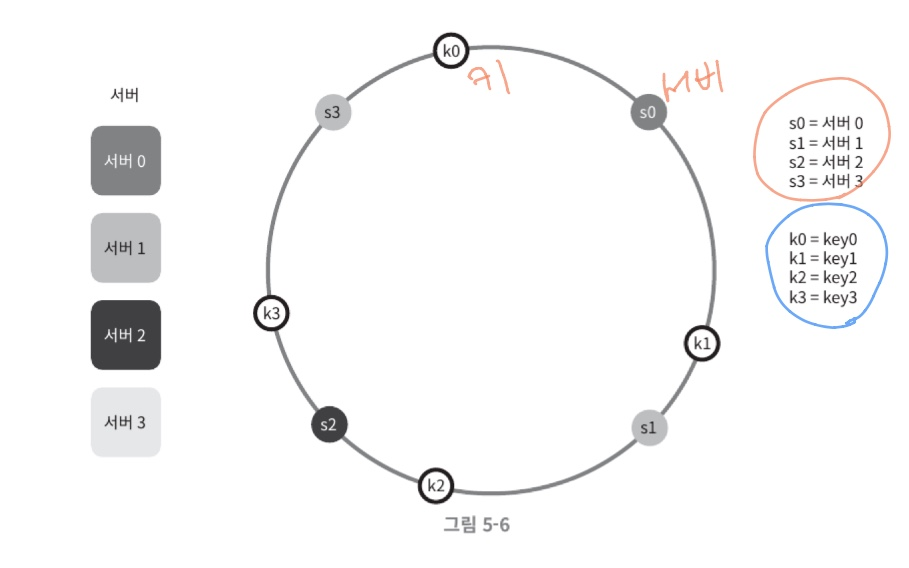 k0
키
서버
s3
s0
서버
서버 0
s0 = 서버 0
s1 = 서버 1
s2 = 서버 2
s3 = 서버 3
서버 1
k0 = key0
k1 = key1
k2 = key2
k3 = key3
k3
서버 2
k1
서버 3
s2
s1
k2
그림 5-6